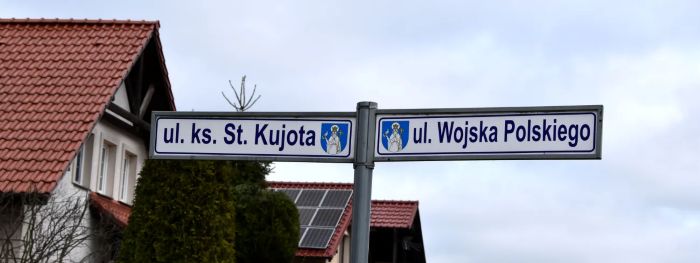 ul. ks. St. Kujota
ul. Wojska Polskiego